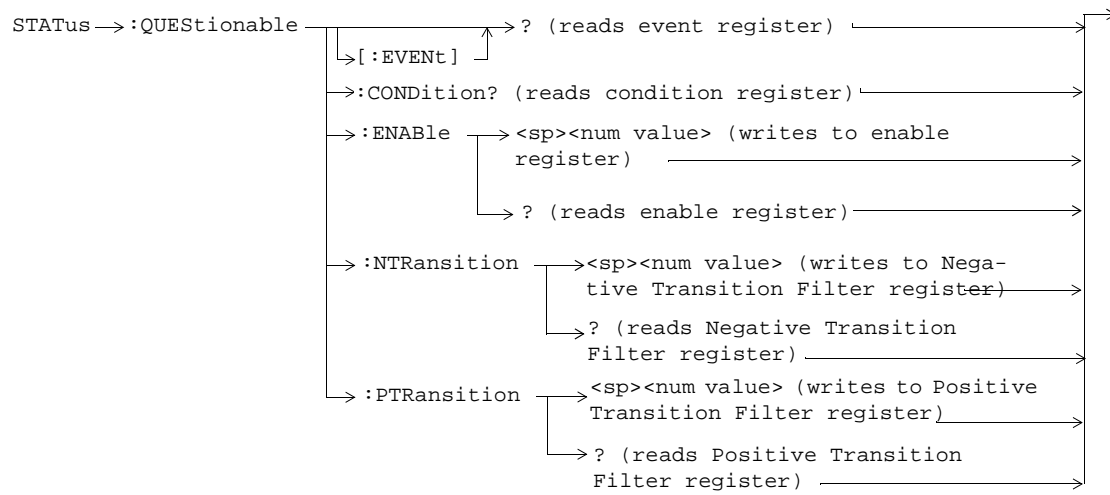 STATus :QUEStionable ? (reads event register)
[:EVENt]
:CONDition? (reads condition register)
:ENABle <sp><num value> (writes to enable
register)
? (reads enable register)
:NTRansition <sp><num value> (writes to Nega-
tive Transition Filter register)
? (reads Negative Transition
Filter register)
:PTRansition <sp><num value> (writes to Positive
Transition Filter register)
? (reads Positive Transition
Filter register)